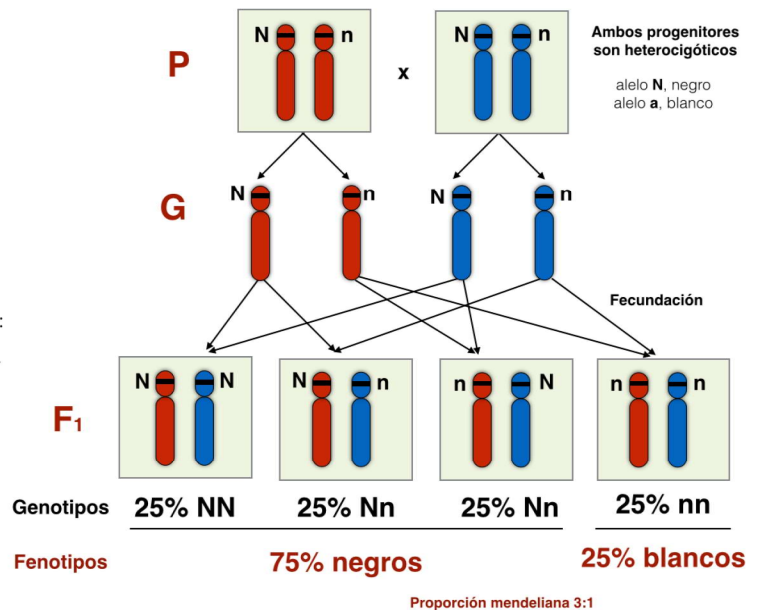 N n
N n
Ambos progenitores
son heterocigóticos
P
x
alelo N, negro
alelo a, blanco
G
N n N n
Fecundación
:
F1
N N
N n
n N
n n
Genotipos 25% NN 25% Nn 25% Nn 25% nn
Fenotipos 75% negros 25% blancos
Proporción mendeliana 3:1